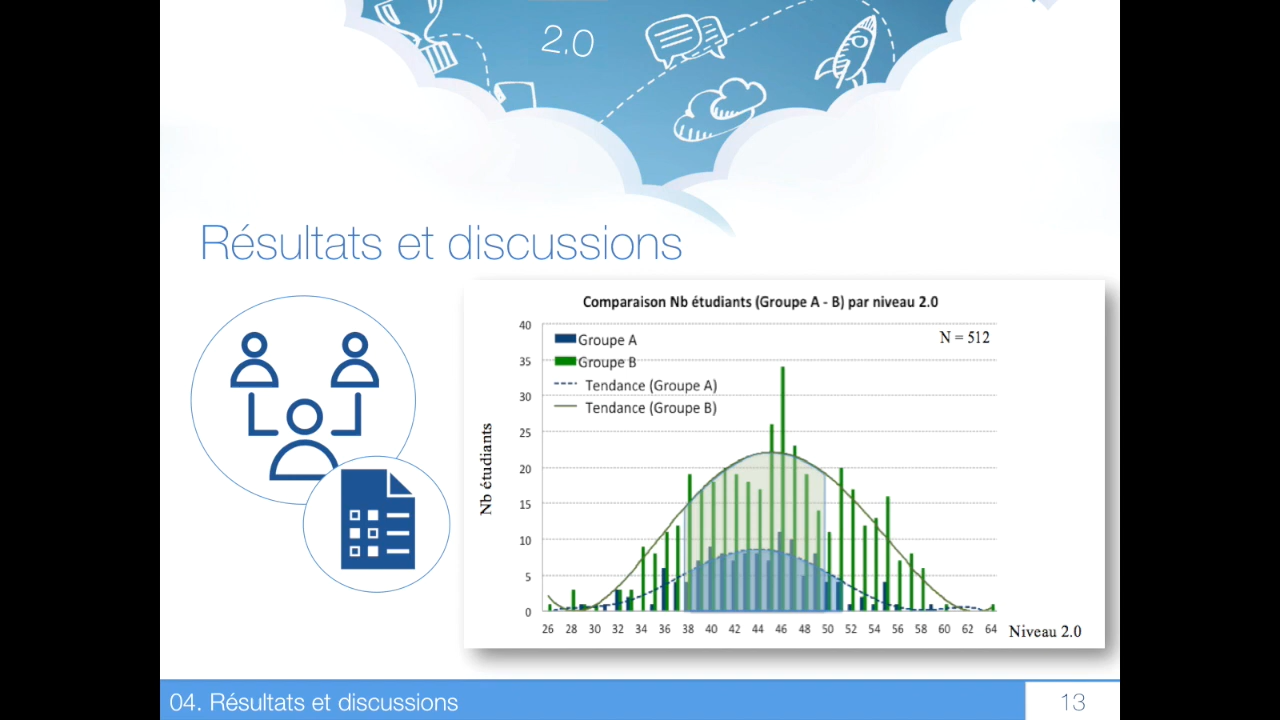 2.0
Résultats et discussions
Comparaison Nb étudiants (Groupe A - B) par niveau 2.0
N = 512
Groupe A
Groupe B
Tendance (Groupe A)
Tendance (Groupe B)
Nb étudiants
40
35
30
25
20
15
10
5
0
26 28 30 32 34 36 38 40 42 44 46 48 50 52 54 56 58 60 62 64
Niveau 2.0
04. Résultats et discussions
13